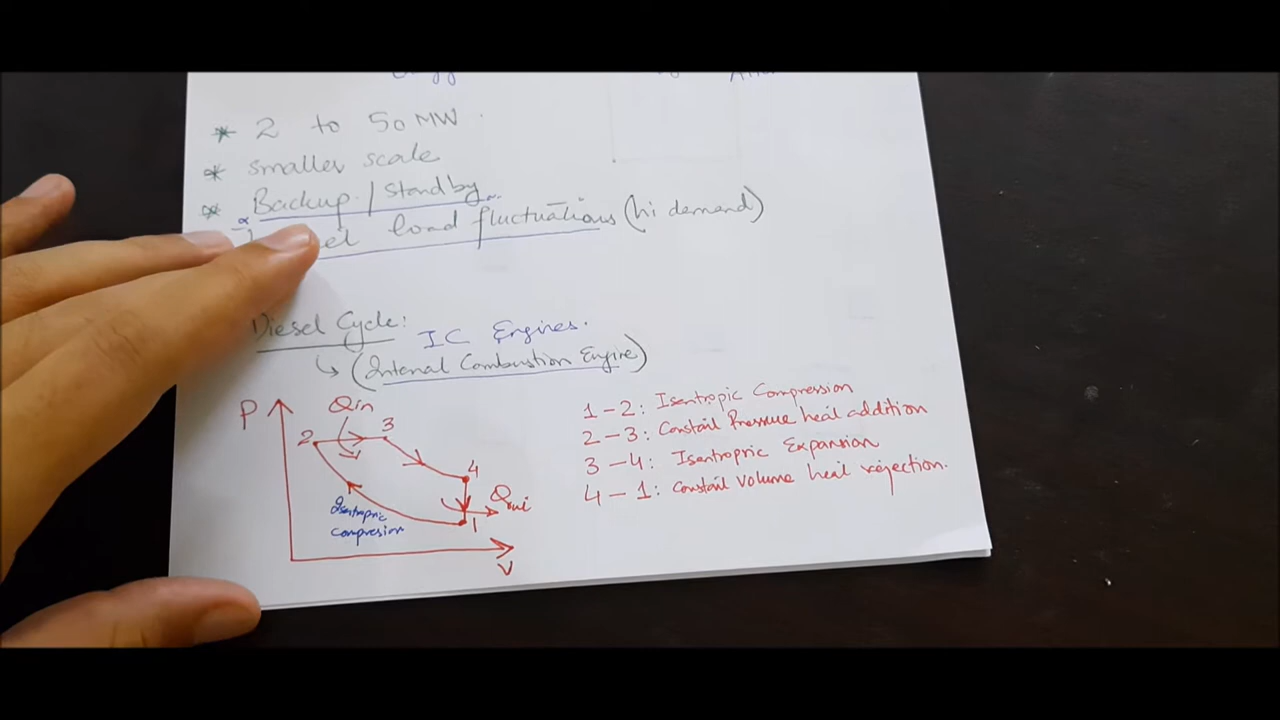 * 2 to 50 MW.
* smaller scale
* Backup / Standby
load fluctuations (hi demand)
Diesel Cycle:
IC Engines.
↳ (Internal Combustion Engine)
P
Qin
2
3
4
1
Isentropic
compression
V
1 - 2: Isentropic Compression
2 - 3: Constant Pressure heat addition
3 - 4: Isentropic Expansion
4 - 1: Constant Volume heat rejection.